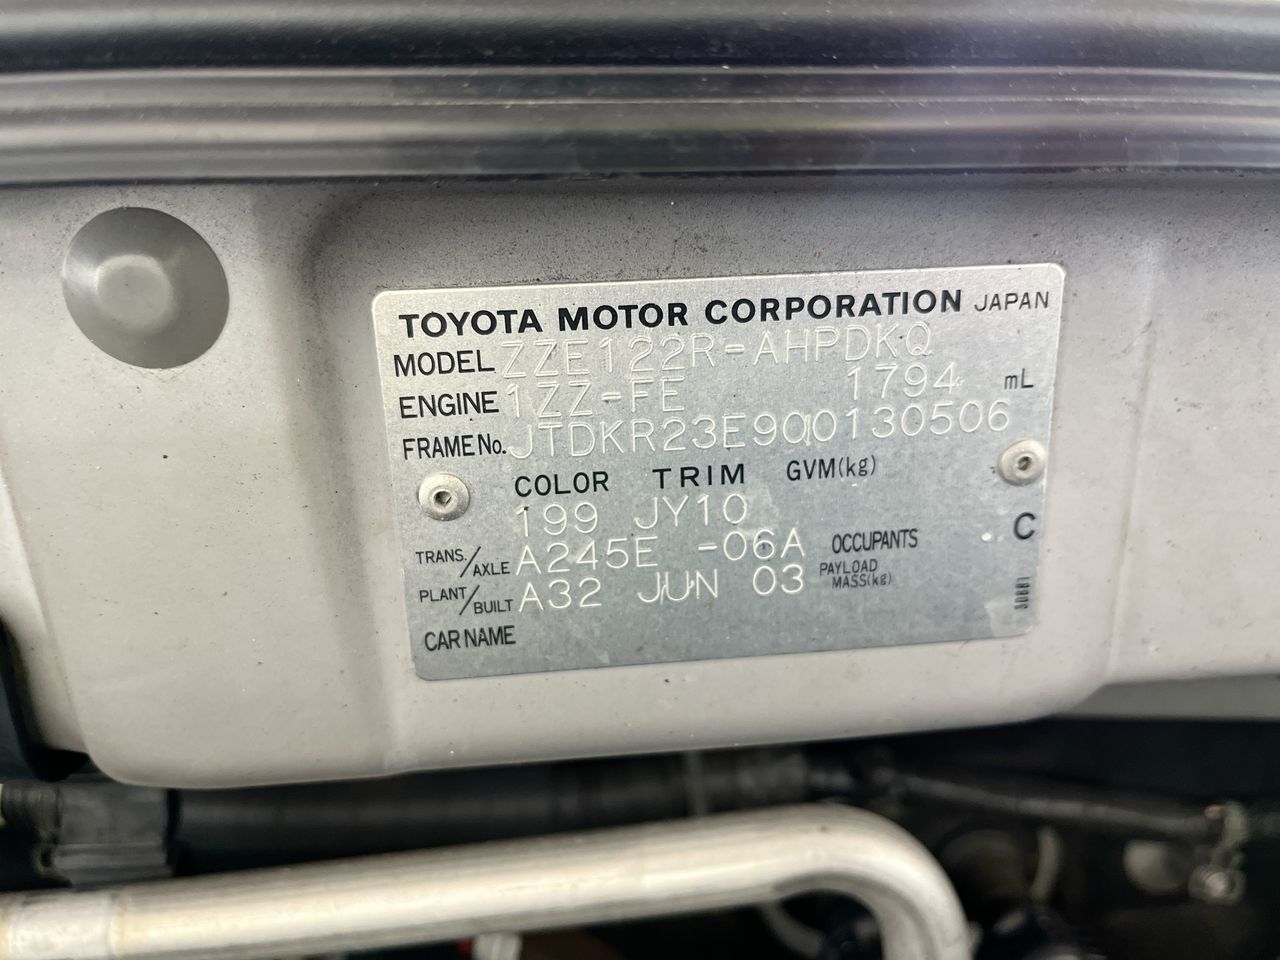 TOYOTA MOTOR CORPORATION JAPAN
MODEL ZZE122R-AHPDKQ
ENGINE 1ZZ-FE 1794 mL
FRAME No. JTDKR23E900130506
COLOR TRIM GVM(kg)
199 JY10
TRANS./AXLE A245E -06A OCCUPANTS C
PLANT/BUILT A32 JUN 03 PAYLOAD MASS(kg)
CAR NAME